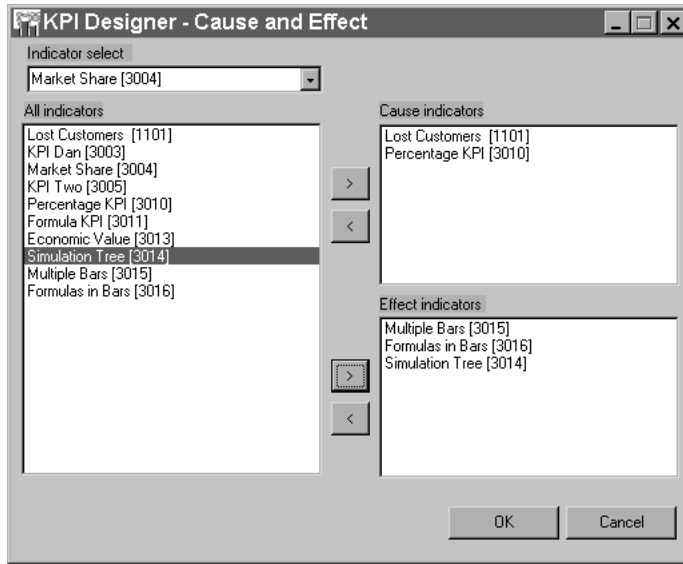 KPI Designer - Cause and Effect
Indicator select
Market Share [3004]
All indicators
Lost Customers  [1101]
KPI Dan [3003]
Market Share [3004]
KPI Two [3005]
Percentage KPI [3010]
Formula KPI [3011]
Economic Value [3013]
Simulation Tree [3014]
Multiple Bars [3015]
Formulas in Bars [3016]
>
<
>
<
Cause indicators
Lost Customers  [1101]
Percentage KPI [3010]
Effect indicators
Multiple Bars [3015]
Formulas in Bars [3016]
Simulation Tree [3014]
OK
Cancel